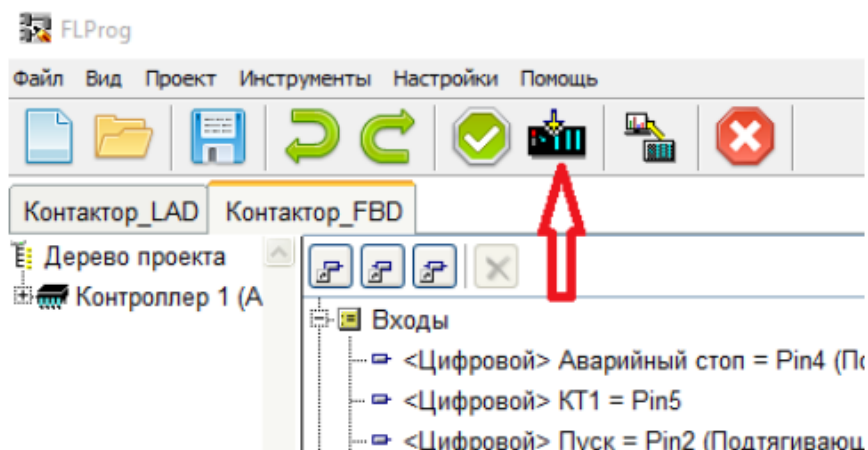 FLProg
Файл Вид Проект Инструменты Настройки Помощь
Контактор_LAD Контактор_FBD
Дерево проекта
Контроллер 1 (А
Входы
<Цифровой> Аварийный стоп = Pin4 (По
<Цифровой> КТ1 = Pin5
<Цифровой> Пуск = Pin2 (Подтягивающ